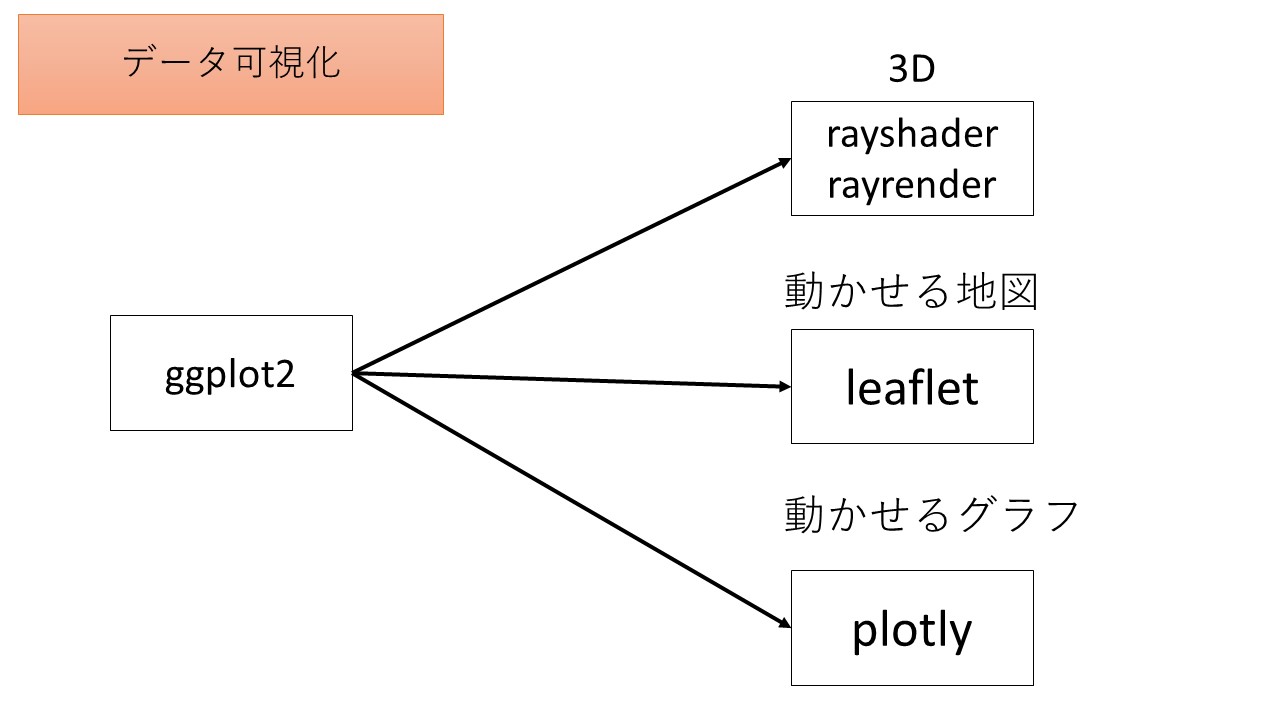 データ可視化
3D
rayshader
rayrender
動かせる地図
ggplot2
leaflet
動かせるグラフ
plotly